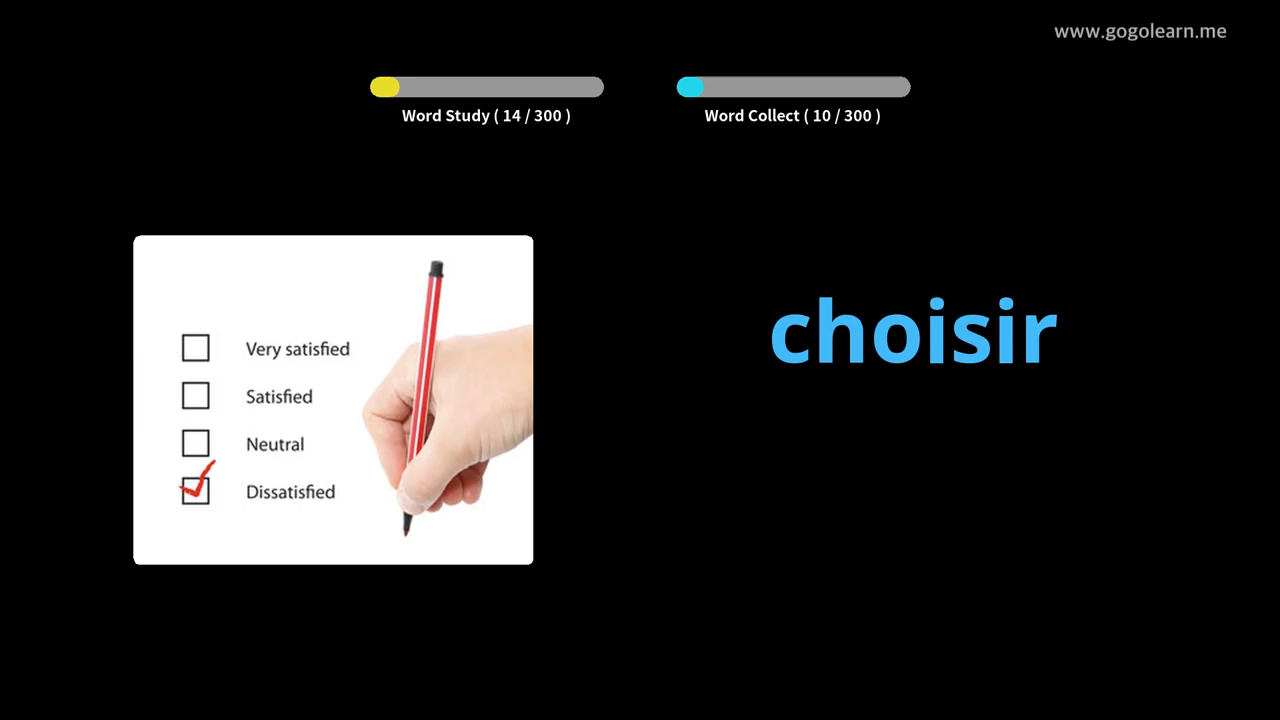 www.gogolearn.me
Word Study ( 14 / 300 )
Word Collect ( 10 / 300 )
Very satisfied
Satisfied
Neutral
Dissatisfied
choisir